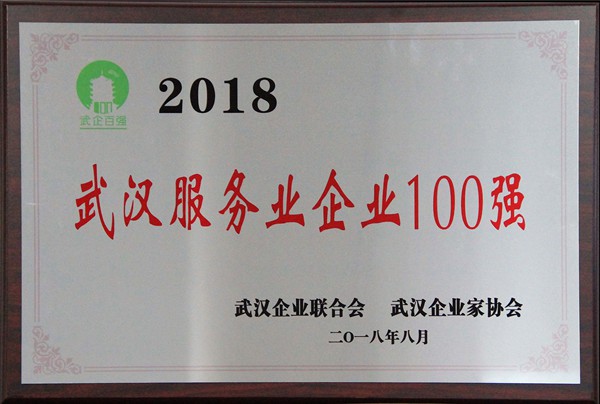 武企百强
2018
武汉服务业企业100强
武汉企业联合会 武汉企业家协会
二〇一八年八月